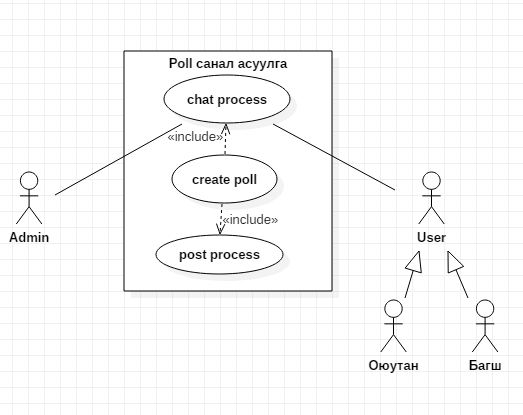 Poll санал асуулга
chat process
«include»
create poll
«include»
post process
Admin
User
Оюутан
Багш